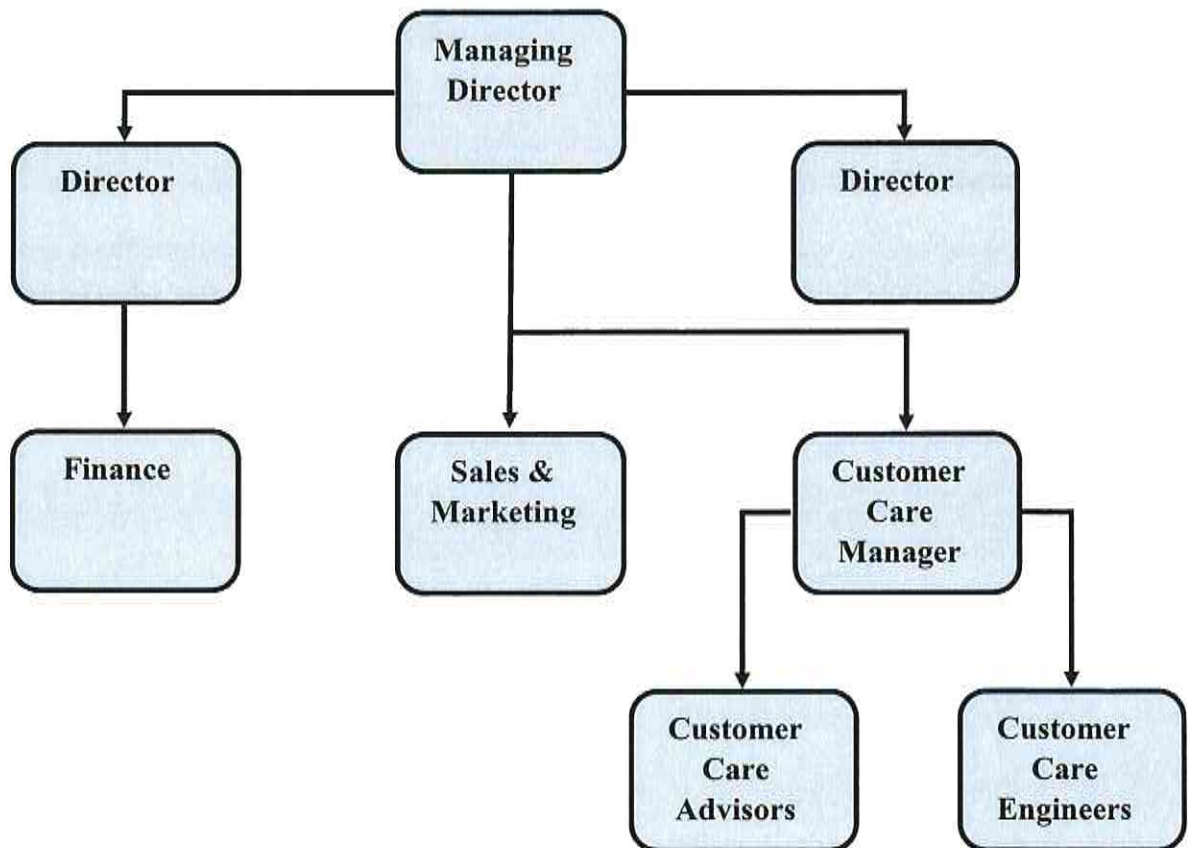 Managing
Director
Director
Director
Finance
Sales &
Marketing
Customer
Care
Manager
Customer
Care
Advisors
Customer
Care
Engineers